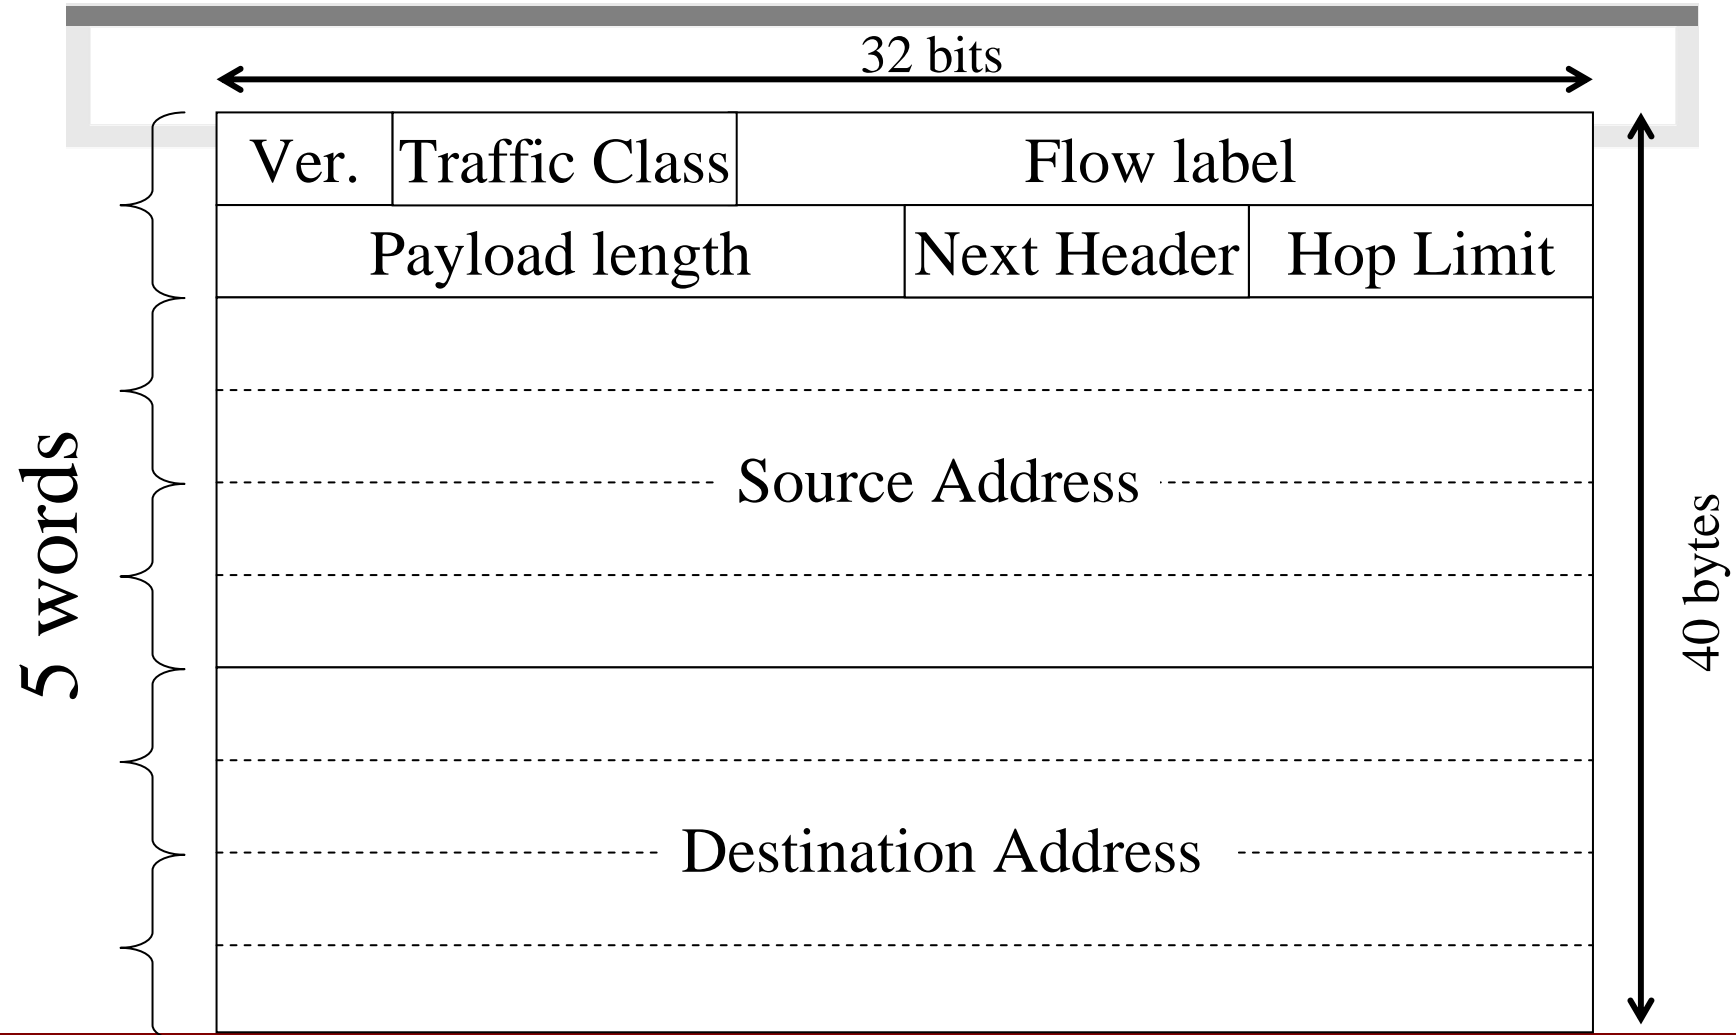 32 bits
Ver. Traffic Class Flow label
Payload length Next Header Hop Limit
Source Address
5 words
40 bytes
Destination Address